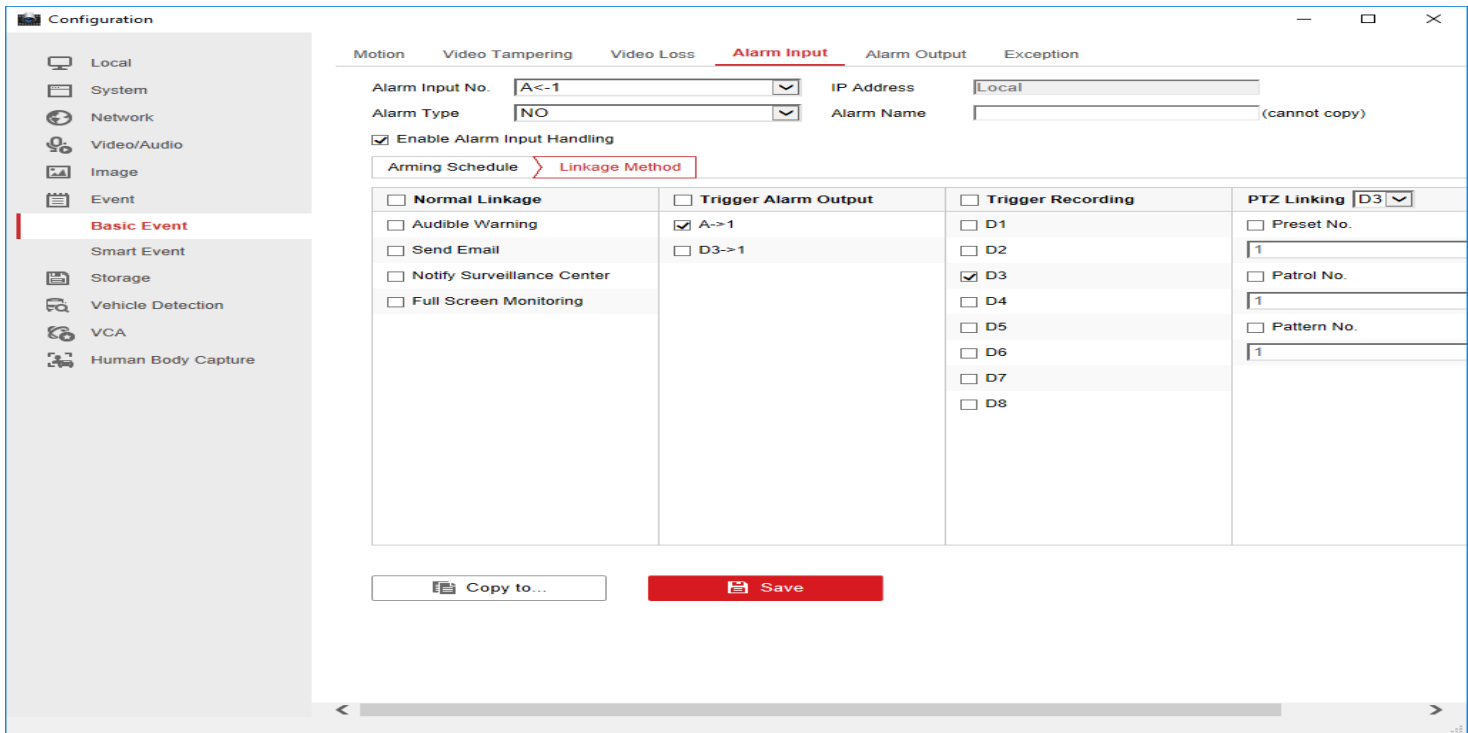 Configuration
Local
System
Network
Video/Audio
Image
Event
Basic Event
Smart Event
Storage
Vehicle Detection
VCA
Human Body Capture
Motion Video Tampering Video Loss Alarm Input Alarm Output Exception
Alarm Input No. A<-1 IP Address Local
Alarm Type NO Alarm Name (cannot copy)
Enable Alarm Input Handling
Arming Schedule Linkage Method
Normal Linkage Trigger Alarm Output Trigger Recording PTZ Linking D3
Audible Warning A->1 D1 Preset No.
Send Email D3->1 D2 1
Notify Surveillance Center D3 Patrol No.
Full Screen Monitoring D4 1
D5 Pattern No.
D6 1
D7
D8
Copy to... Save